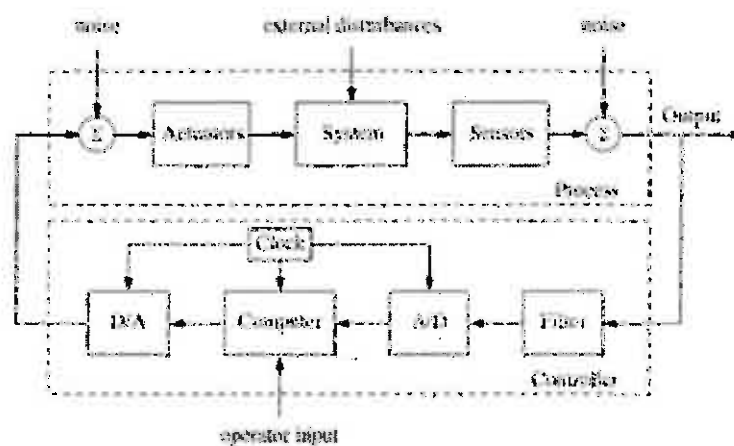 noise external disturbances noise
Σ Actuators System Sensors Σ Output
Process
Clock
D/A Computer A/D Filter
Controller
operator input